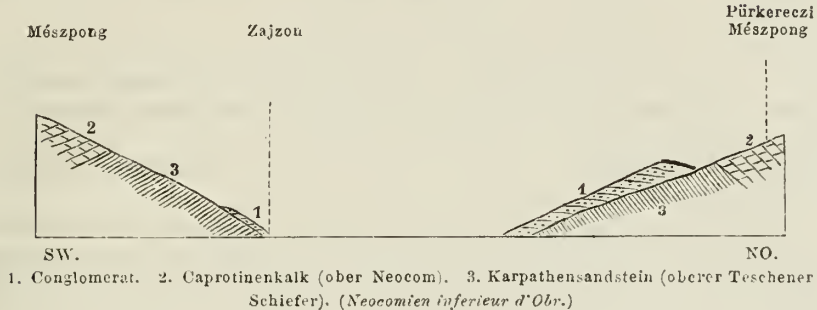 Pürkereczi
Mészpong Zajzon Mészpong
2
2
3
1
1
3
SW. NO.
1. Conglomerat. 2. Caprotinenkalk (ober Neocom). 3. Karpathensandstein (oberer Teschener
Schiefer). (Neocomien inferieur d'Obr.)